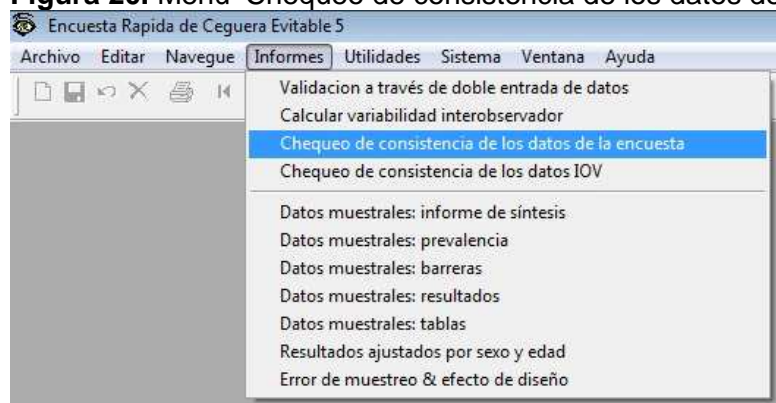 Figura 26. Menú Chequeo de consistencia de los datos de
Encuesta Rapida de Ceguera Evitable 5
Archivo Editar Navegue Informes Utilidades Sistema Ventana Ayuda
Validacion a través de doble entrada de datos
Calcular variabilidad interobservador
Chequeo de consistencia de los datos de la encuesta
Chequeo de consistencia de los datos IOV
Datos muestrales: informe de síntesis
Datos muestrales: prevalencia
Datos muestrales: barreras
Datos muestrales: resultados
Datos muestrales: tablas
Resultados ajustados por sexo y edad
Error de muestreo & efecto de diseño